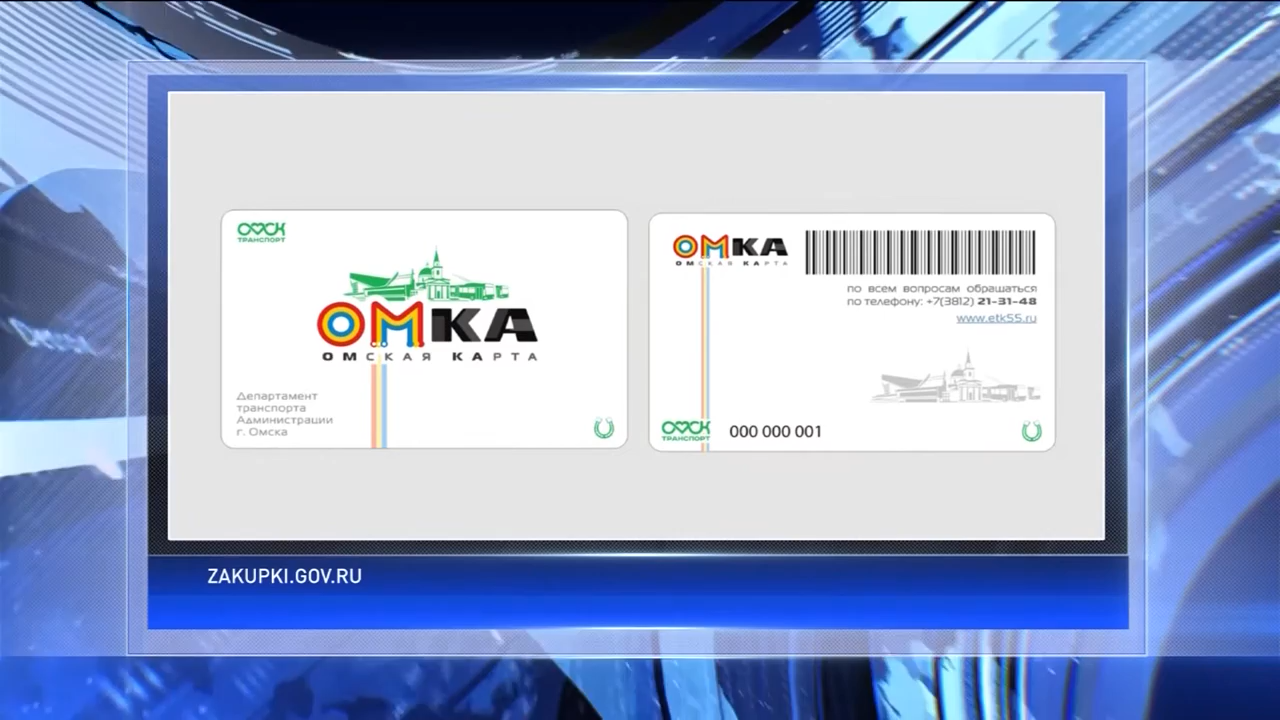 ОМСК
ТРАНСПОРТ
ОМКА
ОМСКАЯ КАРТА
Департамент
транспорта
Администрации
г. Омска
ОМКА
ОМСКАЯ КАРТА
по всем вопросам обращаться
по телефону: +7(3812) 21-31-48
www.etk55.ru
ОМСК
ТРАНСПОРТ
000 000 001
ZAKUPKI.GOV.RU